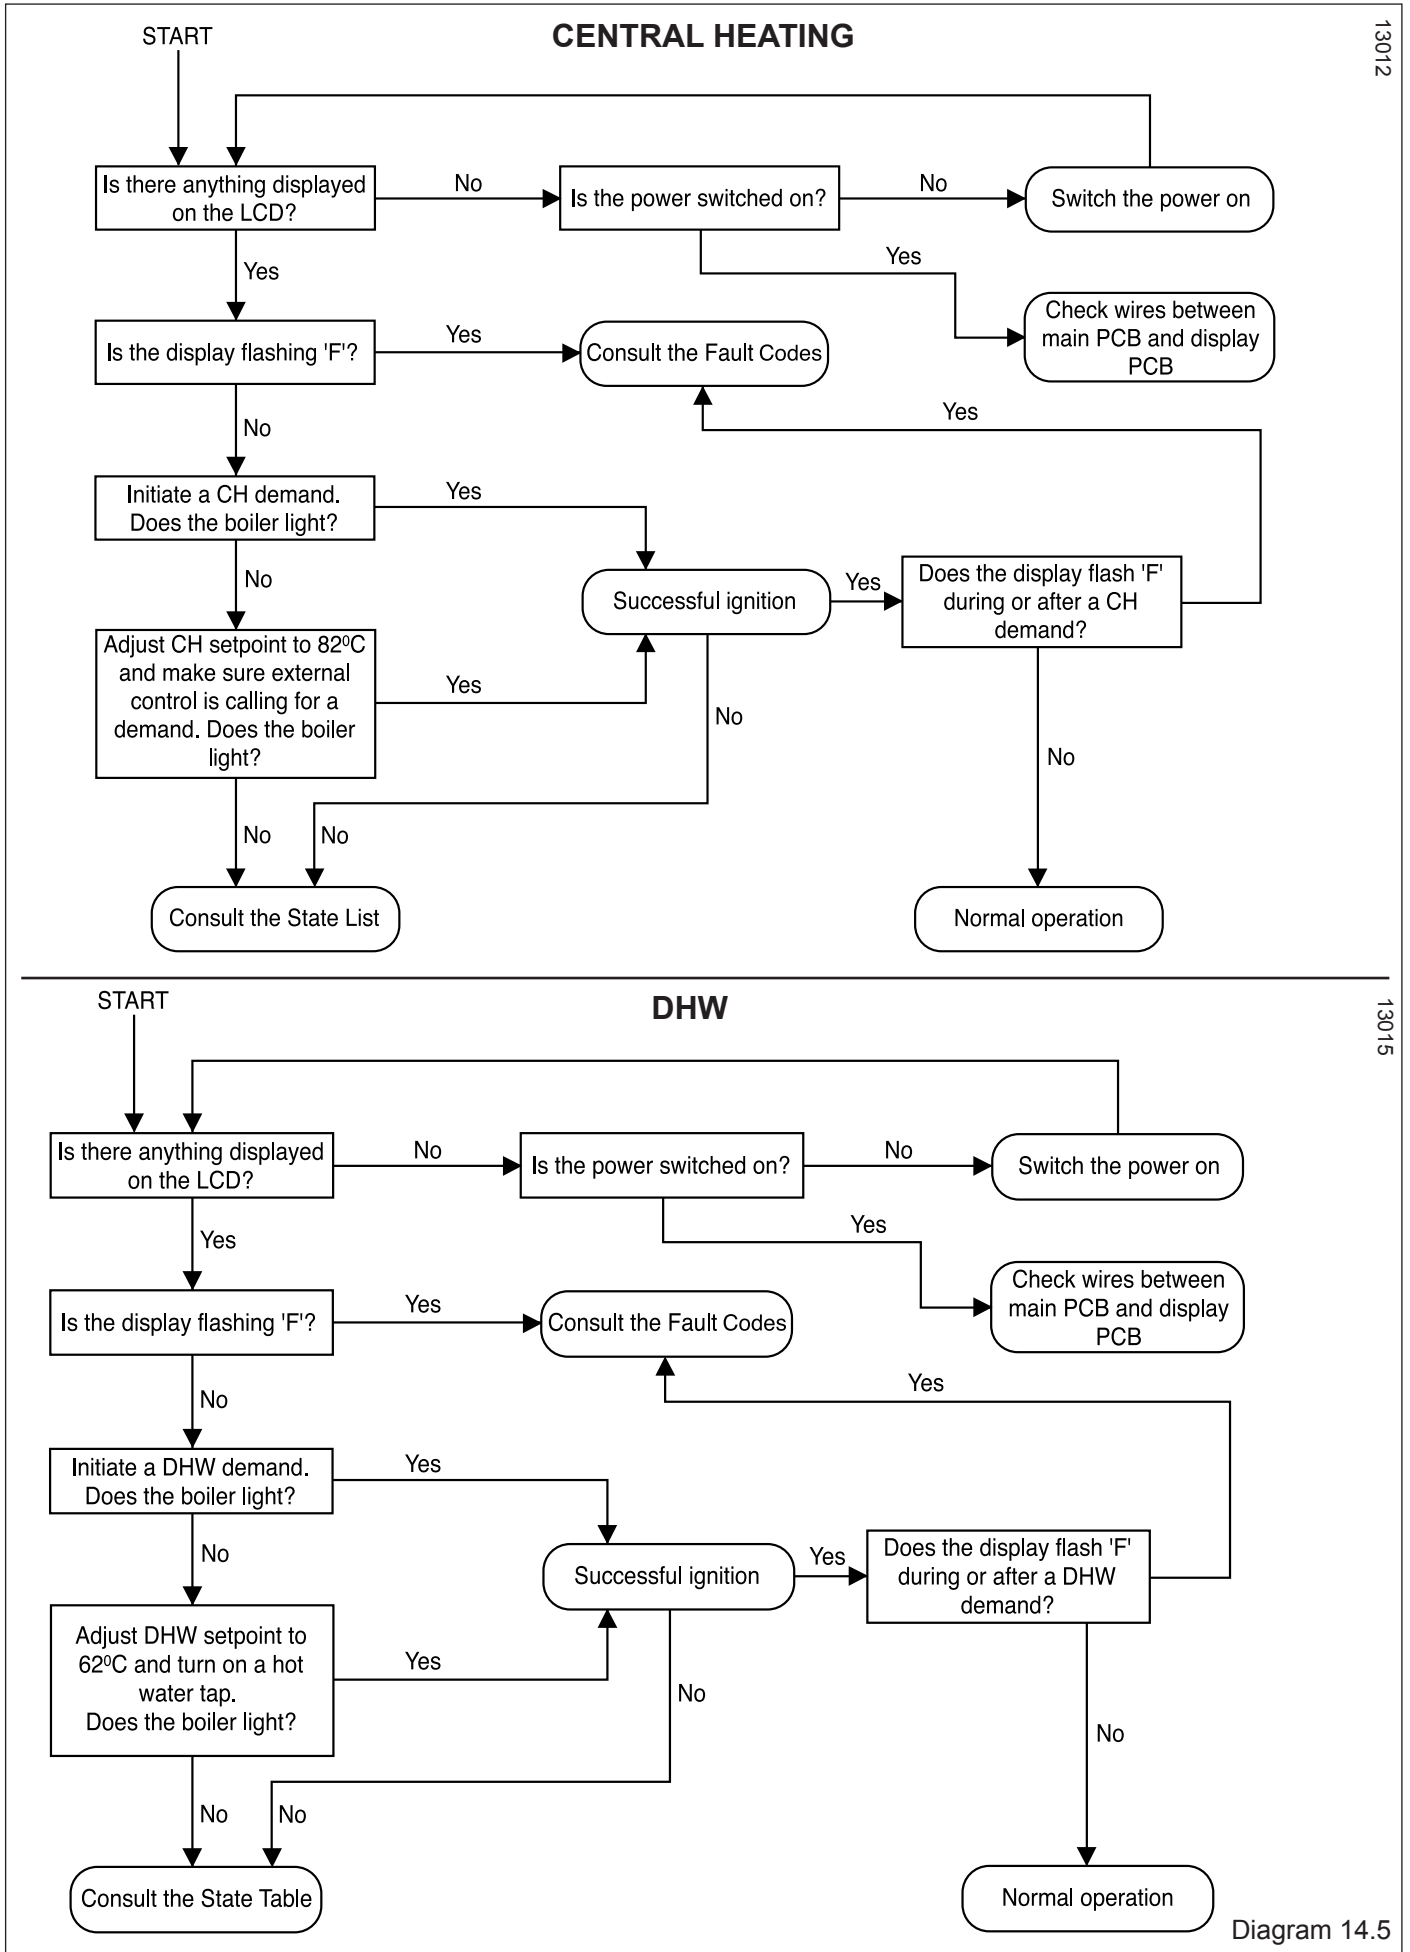 START
CENTRAL HEATING
13012
Is there anything displayed
on the LCD?
No
Is the power switched on?
No
Switch the power on
Yes
Yes
Check wires between
main PCB and display
PCB
Is the display flashing 'F'?
Yes
Consult the Fault Codes
Yes
No
Initiate a CH demand.
Does the boiler light?
Yes
No
Successful ignition
Yes
Does the display flash 'F'
during or after a CH
demand?
Adjust CH setpoint to 82⁰C
and make sure external
control is calling for a
demand. Does the boiler
light?
Yes
No
No
No
No
Consult the State List
Normal operation
START
DHW
13015
Is there anything displayed
on the LCD?
No
Is the power switched on?
No
Switch the power on
Yes
Yes
Check wires between
main PCB and display
PCB
Is the display flashing 'F'?
Yes
Consult the Fault Codes
Yes
No
Initiate a DHW demand.
Does the boiler light?
Yes
No
Successful ignition
Yes
Does the display flash 'F'
during or after a DHW
demand?
Adjust DHW setpoint to
62⁰C and turn on a hot
water tap.
Does the boiler light?
Yes
No
No
No
No
Consult the State Table
Normal operation
Diagram 14.5